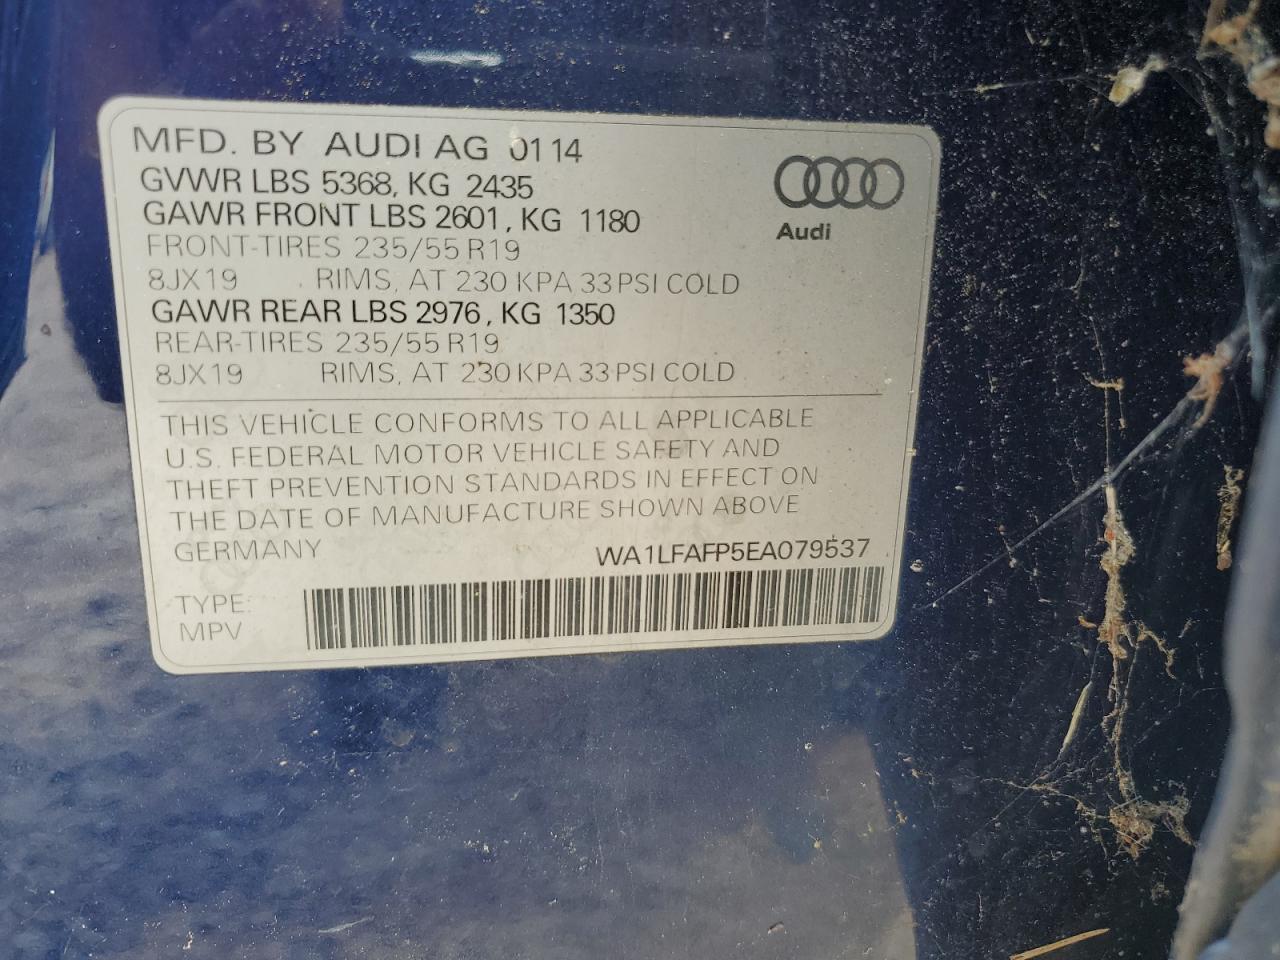 MFD. BY AUDI AG 0114
GVWR LBS 5368, KG 2435
GAWR FRONT LBS 2601, KG 1180
Audi
FRONT-TIRES 235/55 R19
8JX19 RIMS, AT 230 KPA 33 PSI COLD
GAWR REAR LBS 2976, KG 1350
REAR-TIRES 235/55 R19
8JX19 RIMS, AT 230 KPA 33 PSI COLD
THIS VEHICLE CONFORMS TO ALL APPLICABLE
U.S. FEDERAL MOTOR VEHICLE SAFETY AND
THEFT PREVENTION STANDARDS IN EFFECT ON
THE DATE OF MANUFACTURE SHOWN ABOVE
GERMANY WA1LFAFP5EA079537
TYPE:
MPV